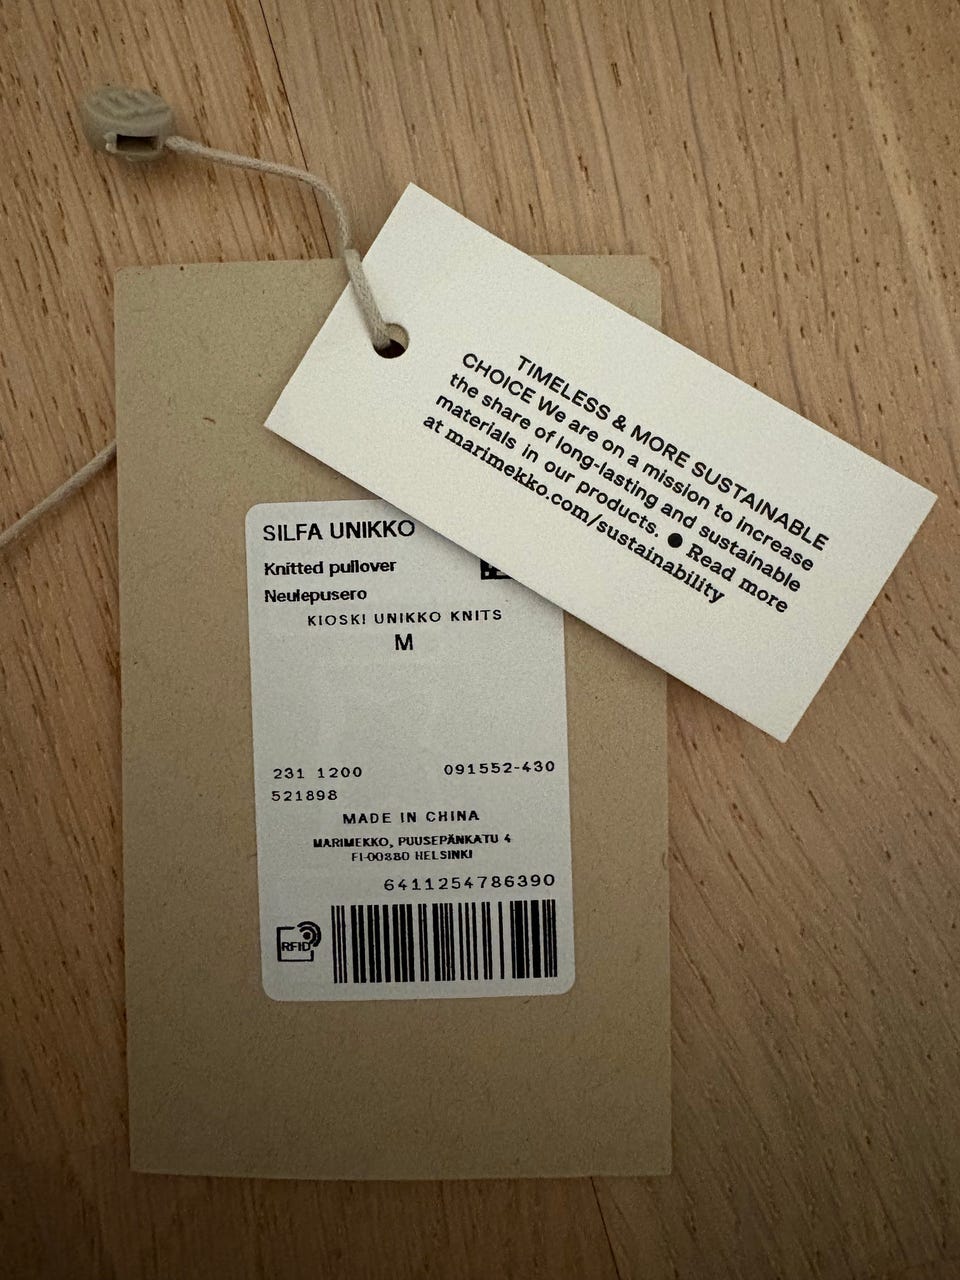 TIMELESS & MORE SUSTAINABLE
CHOICE We are on a mission to increase
the share of long-lasting and sustainable
materials in our products. ● Read more
at marimekko.com/sustainability
SILFA UNIKKO
Knitted pullover
Neulepusero
KIOSKI UNIKKO KNITS
M
231 1200 091552-430
521898
MADE IN CHINA
MARIMEKKO, PUUSEPÄNKATU 4
FI-00880 HELSINKI
6411254786390
RFID